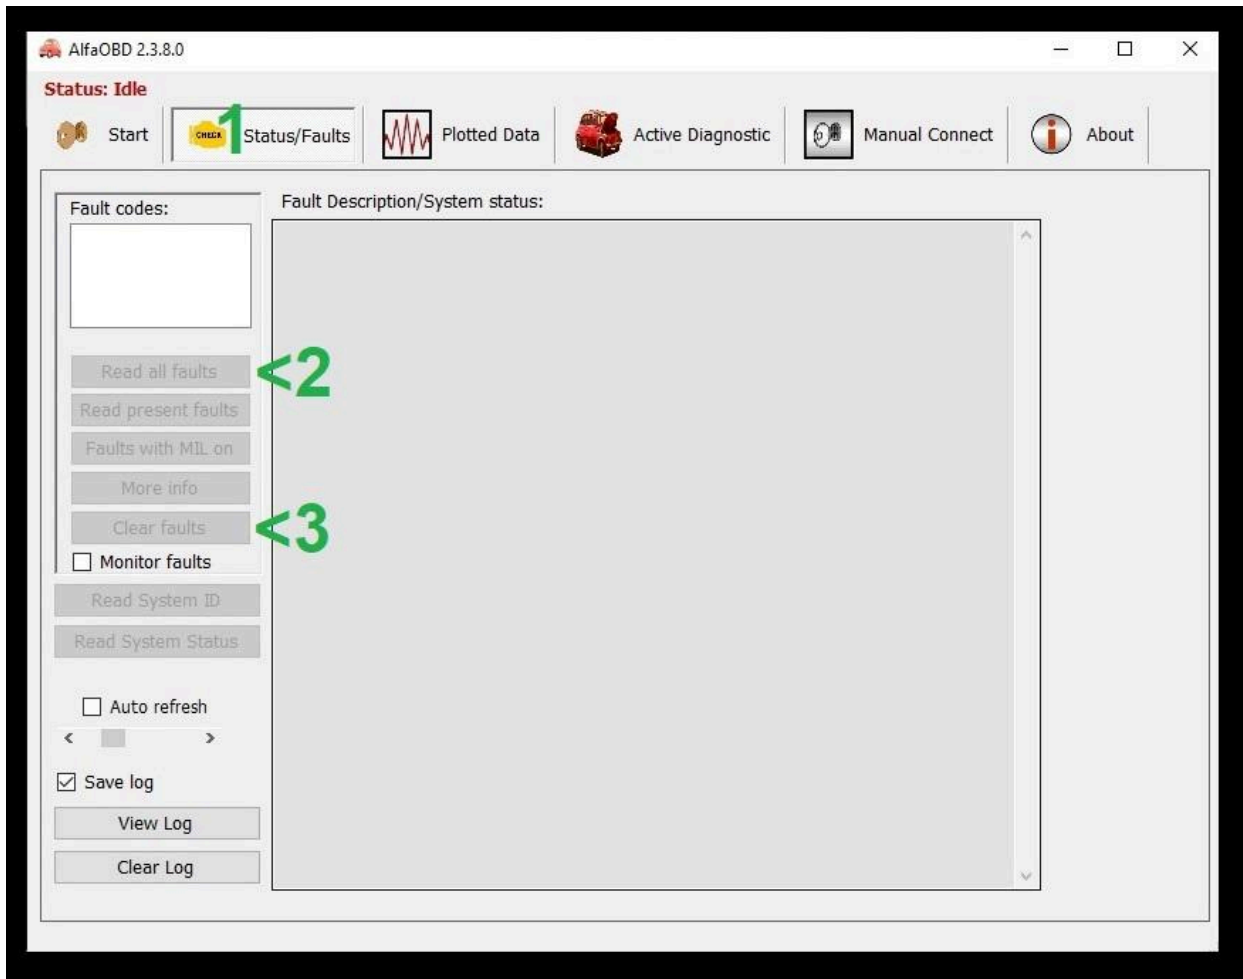 AlfaOBD 2.3.8.0
Status: Idle
Start
CHECK
1
Status/Faults
Plotted Data
Active Diagnostic
Manual Connect
i
About
Fault codes:
Fault Description/System status:
Read all faults
<2
Read present faults
Faults with MIL on
More info
Clear faults
<3
Monitor faults
Read System ID
Read System Status
Auto refresh
Save log
View Log
Clear Log